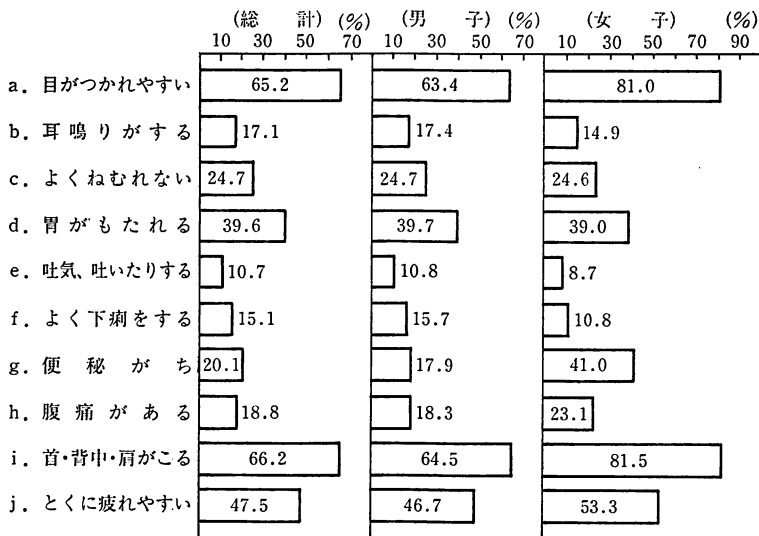 (総 計) (%) (男 子) (%) (女 子) (%)
10 30 50 70 10 30 50 70 10 30 50 70 90
a. 目がつかれやすい 65.2 63.4 81.0
b. 耳鳴りがする 17.1 17.4 14.9
c. よくねむれない 24.7 24.7 24.6
d. 胃がもたれる 39.6 39.7 39.0
e. 吐気、吐いたりする 10.7 10.8 8.7
f. よく下痢をする 15.1 15.7 10.8
g. 便秘がち 20.1 17.9 41.0
h. 腹痛がある 18.8 18.3 23.1
i. 首・背中・肩がこる 66.2 64.5 81.5
j. とくに疲れやすい 47.5 46.7 53.3